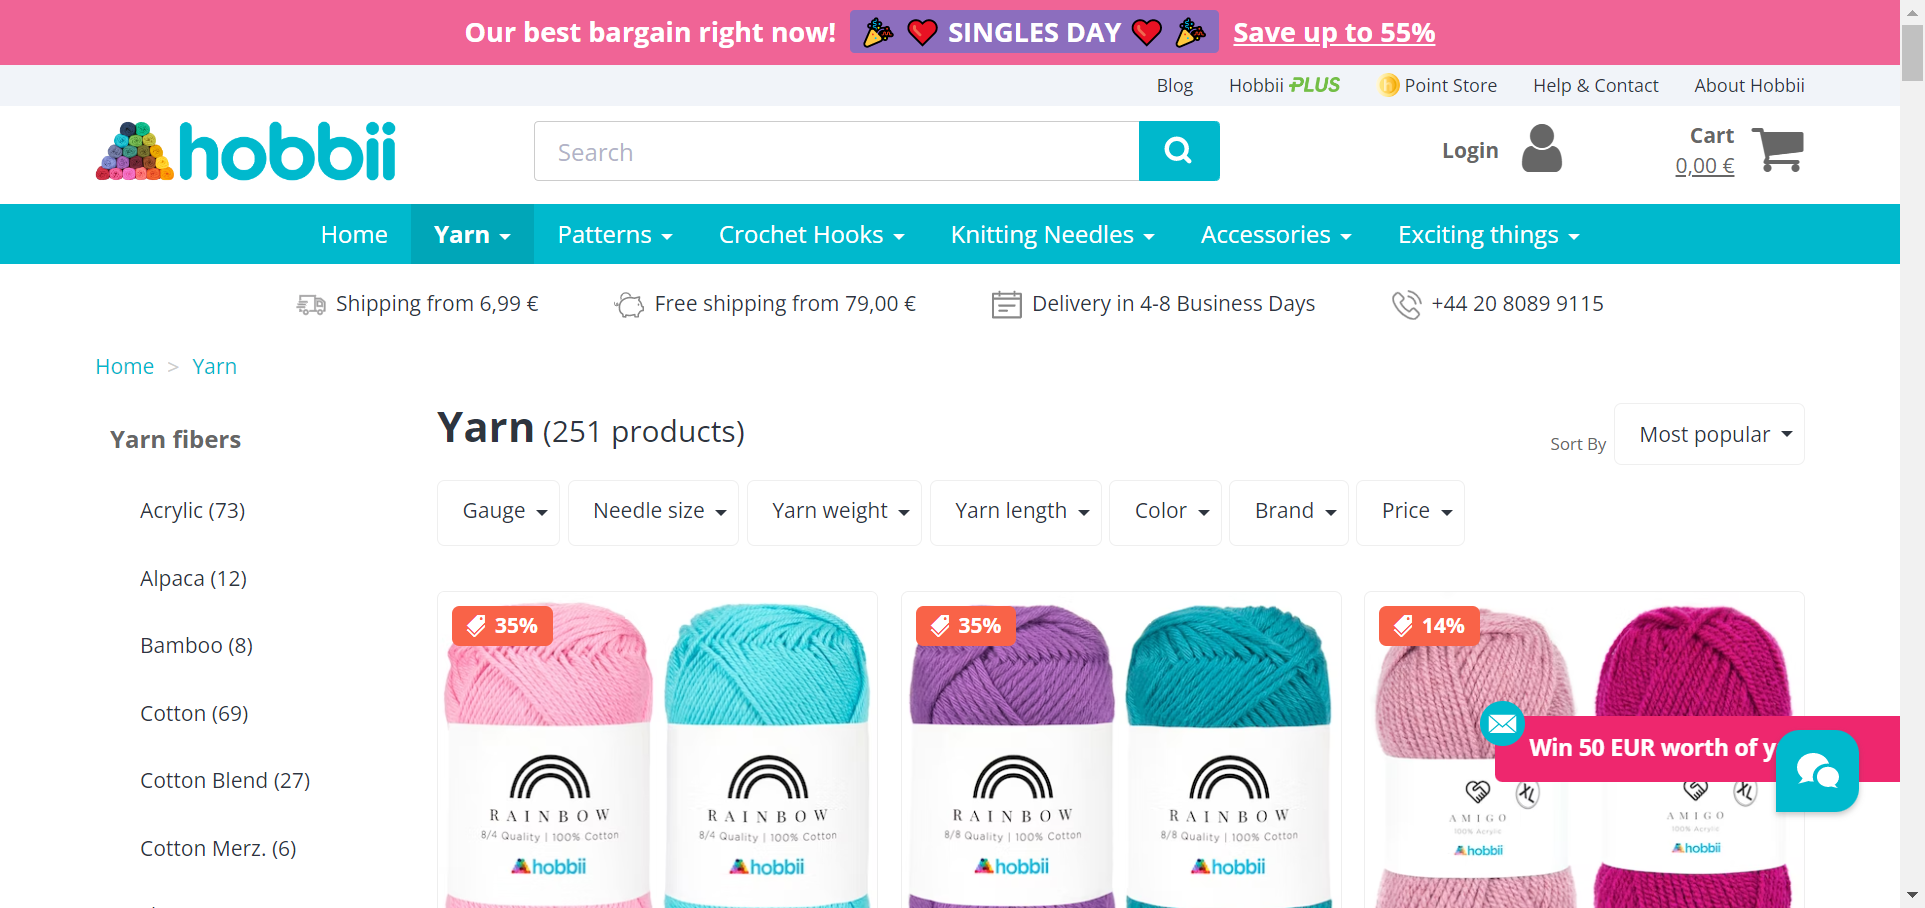 Our best bargain right now! SINGLES DAY Save up to 55%
Blog Hobbii PLUS Point Store Help & Contact About Hobbii
hobbii
Search
Login
Cart
0,00 €
Home Yarn Patterns Crochet Hooks Knitting Needles Accessories Exciting things
Shipping from 6,99 € Free shipping from 79,00 € Delivery in 4-8 Business Days +44 20 8089 9115
Home > Yarn
Yarn fibers
Acrylic (73)
Alpaca (12)
Bamboo (8)
Cotton (69)
Cotton Blend (27)
Cotton Merz. (6)
Yarn (251 products)
Sort By Most popular
Gauge Needle size Yarn weight Yarn length Color Brand Price
35%
RAINBOW
8/4 Quality | 100% Cotton
hobbii
RAINBOW
8/4 Quality | 100% Cotton
hobbii
35%
RAINBOW
8/8 Quality | 100% Cotton
hobbii
RAINBOW
8/8 Quality | 100% Cotton
hobbii
14%
XL
AMIGO
100% Acrylic
hobbii
XL
AMIGO
100% Acrylic
hobbii
Win 50 EUR worth of y